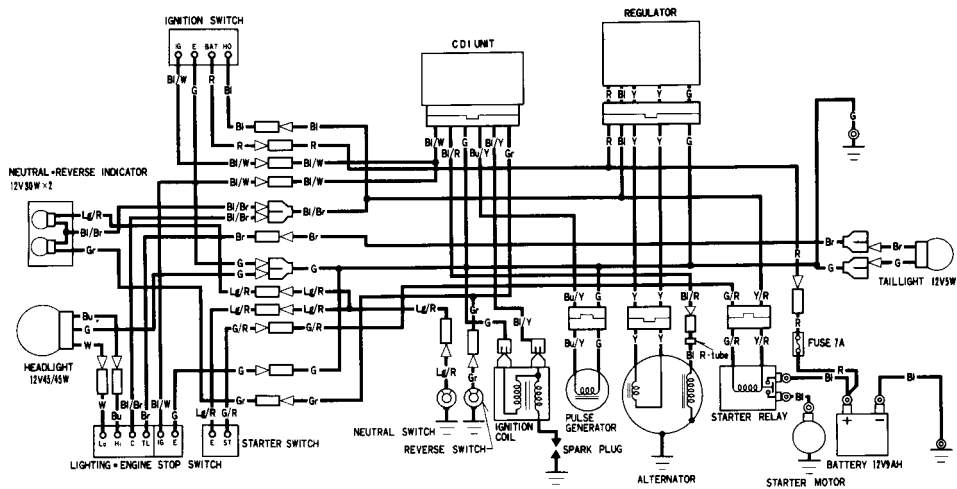 IGNITION SWITCH
IG E BAT HO
Bl/W G R Bl
CDI UNIT
Bl/W Bl/R G Bu/Y Bl/Y Gr
REGULATOR
R Bl Y Y G
G
Bl Bl
R R
Bl/W Bl/W
Bl/W Bl/W
NEUTRAL • REVERSE INDICATOR
12V30W×2
Lg/R
Bl/Br
Gr
Bl/Br Bl/Br
Bl/Br
Br Br
G G
G
Lg/R Lg/R
Lg/R Lg/R
G/R G/R
G G
Gr Gr
Br Br
G G
TAILLIGHT 12V5W
R
R
FUSE 7A
HEADLIGHT
12V45/45W
Bu
G
W
W Bu Bl/Br Br Bl/W G
Lo Hi C TL IG E
LIGHTING • ENGINE STOP SWITCH
Lg/R G/R
E ST
STARTER SWITCH
Lg/R
Lg/R
NEUTRAL SWITCH
Gr
Gr
REVERSE SWITCH
G Bl/Y
IGNITION COIL
SPARK PLUG
Bu/Y G
Bu/Y G
PULSE GENERATOR
Y Y Bl/R
Y Y
Bl R-tube
ALTERNATOR
G/R Y/R
Y/R
G/R Y/R
STARTER RELAY
Bl R
Bl
STARTER MOTOR
+ −
BATTERY 12V9AH
Bl